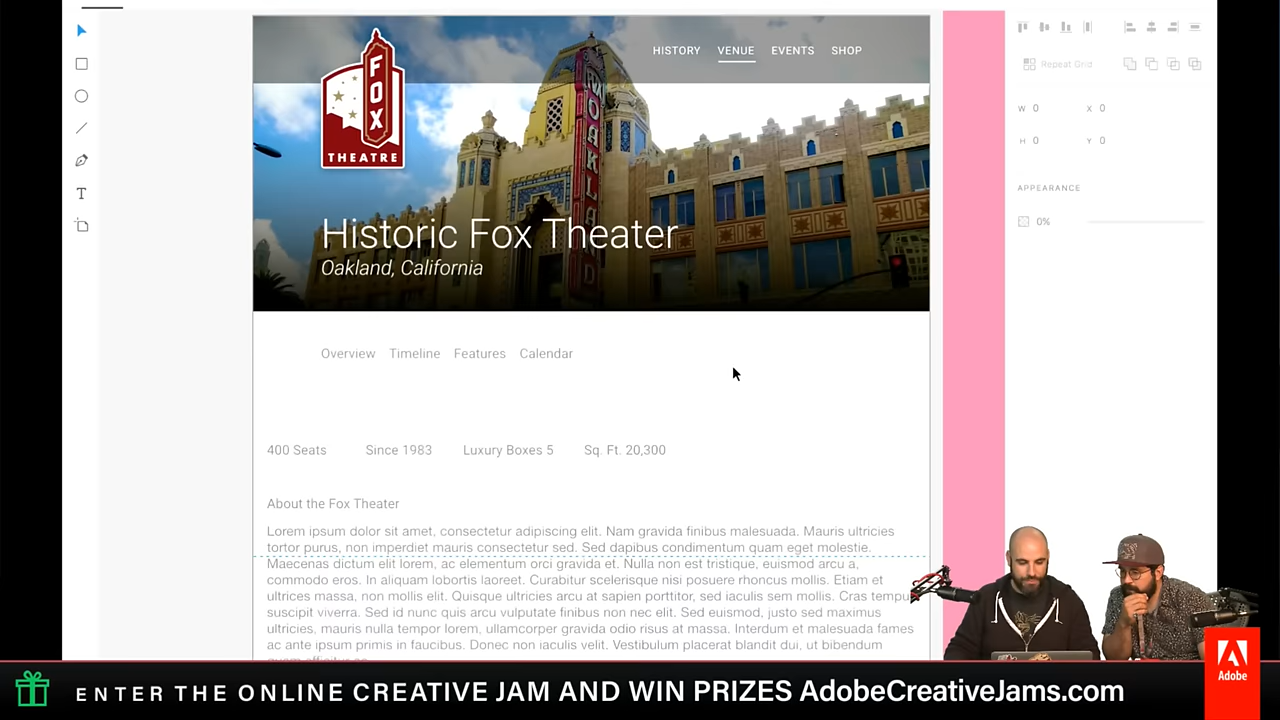 HISTORY VENUE EVENTS SHOP
FOX
THEATRE
OAKLAND
Historic Fox Theater
Oakland, California
Overview Timeline Features Calendar
400 Seats Since 1983 Luxury Boxes 5 Sq. Ft. 20,300
About the Fox Theater
Lorem ipsum dolor sit amet, consectetur adipiscing elit. Nam gravida finibus malesuada. Mauris ultricies
tortor purus, non imperdiet mauris consectetur sed. Sed dapibus condimentum quam eget molestie.
Maecenas dictum elit lorem, ac elementum orci gravida et. Nulla non est tristique, euismod arcu a,
commodo eros. In aliquam lobortis laoreet. Curabitur scelerisque nisi posuere rhoncus mollis. Etiam et
ultrices massa, non mollis elit. Quisque ultricies arcu at sapien porttitor, sed iaculis sem mollis. Cras tempu
suscipit viverra. Sed id nunc quis arcu vulputate finibus non nec elit. Sed euismod, justo sed maximus
ultricies, mauris nulla tempor lorem, ullamcorper gravida odio risus at massa. Interdum et malesuada fames
ac ante ipsum primis in faucibus. Donec non iaculis velit. Vestibulum placerat blandit dui, ut bibendum
T
Repeat Grid
W 0 X 0
H 0 Y 0
APPEARANCE
0%
ENTER THE ONLINE CREATIVE JAM AND WIN PRIZES AdobeCreativeJams.com
Adobe